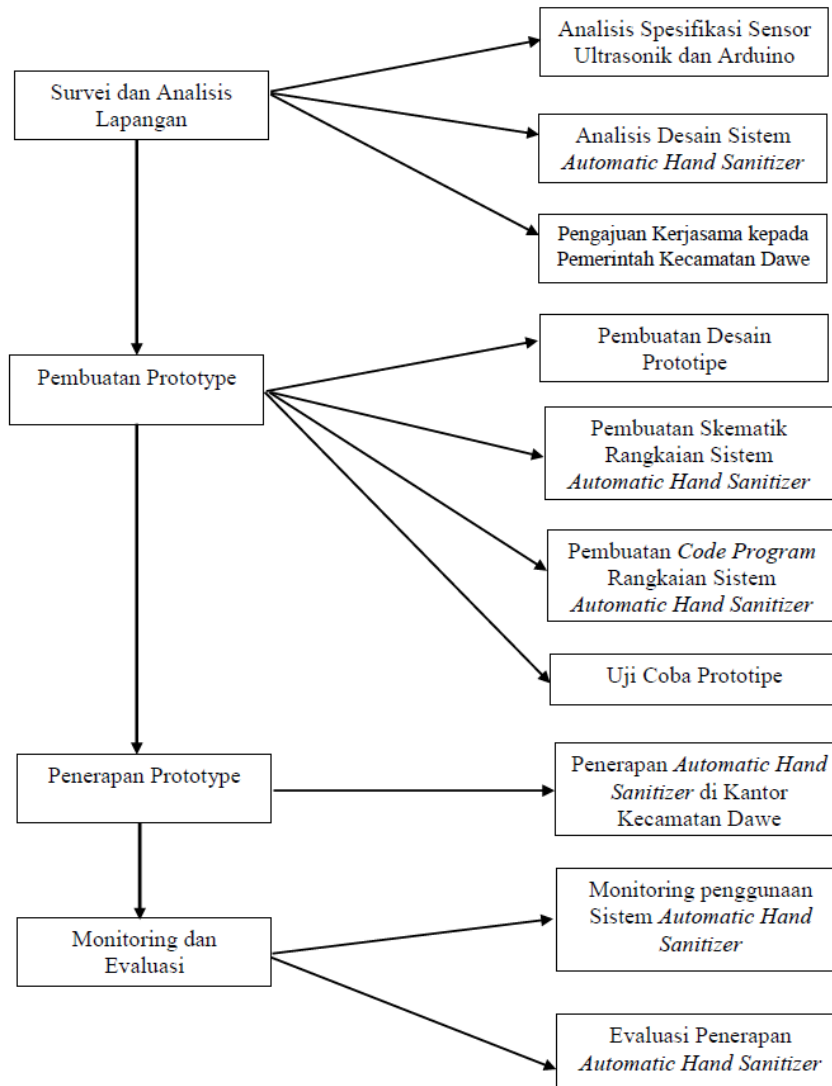 Survei dan Analisis
Lapangan
Analisis Spesifikasi Sensor
Ultrasonik dan Arduino
Analisis Desain Sistem
Automatic Hand Sanitizer
Pengajuan Kerjasama kepada
Pemerintah Kecamatan Dawe
Pembuatan Prototype
Pembuatan Desain
Prototipe
Pembuatan Skematik
Rangkaian Sistem
Automatic Hand Sanitizer
Pembuatan Code Program
Rangkaian Sistem
Automatic Hand Sanitizer
Uji Coba Prototipe
Penerapan Prototype
Penerapan Automatic Hand
Sanitizer di Kantor
Kecamatan Dawe
Monitoring dan
Evaluasi
Monitoring penggunaan
Sistem Automatic Hand
Sanitizer
Evaluasi Penerapan
Automatic Hand Sanitizer